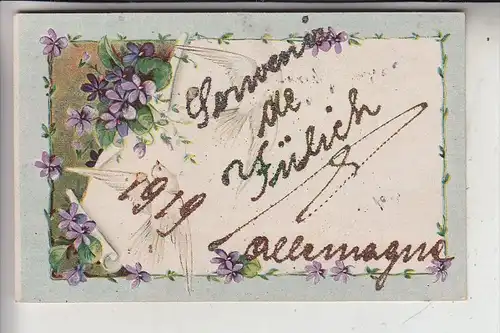 Souvenir
de
Jülich
1919
Allemagne